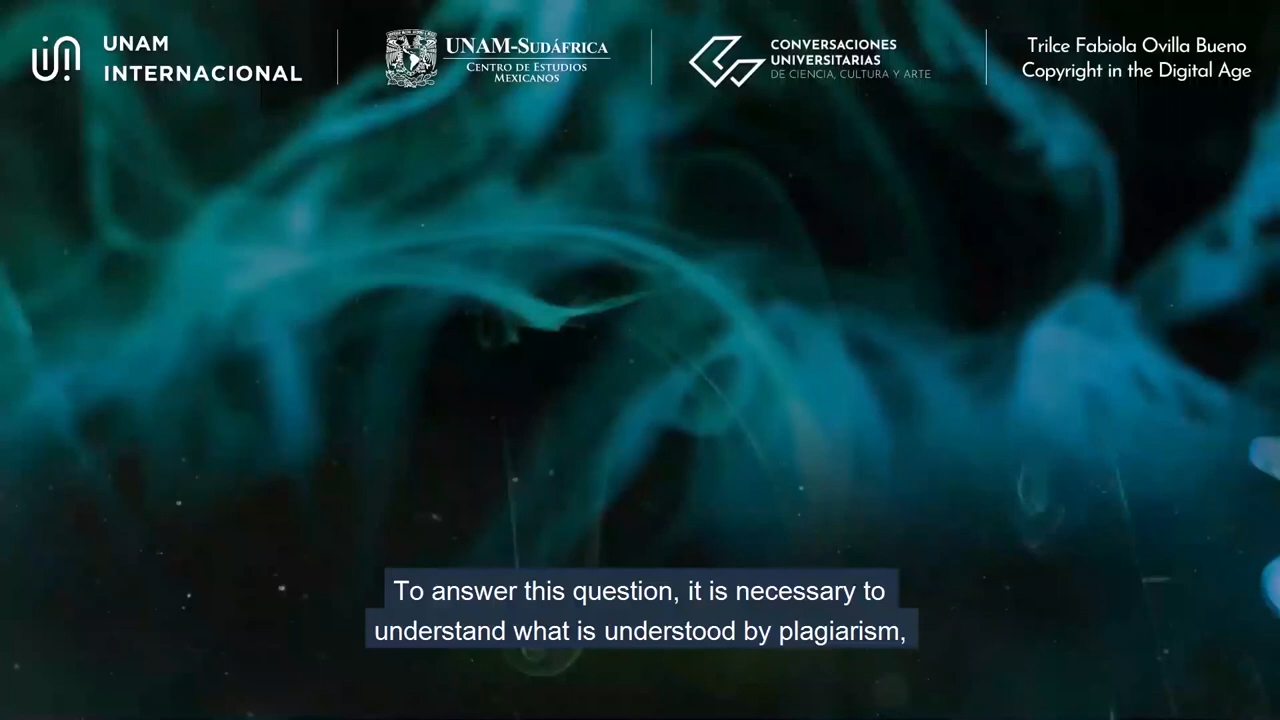 UNAM
INTERNACIONAL
UNAM-SUDÁFRICA
CENTRO DE ESTUDIOS
MEXICANOS
CONVERSACIONES
UNIVERSITARIAS
DE CIENCIA, CULTURA Y ARTE
Trilce Fabiola Ovilla Bueno
Copyright in the Digital Age
To answer this question, it is necessary to
understand what is understood by plagiarism,